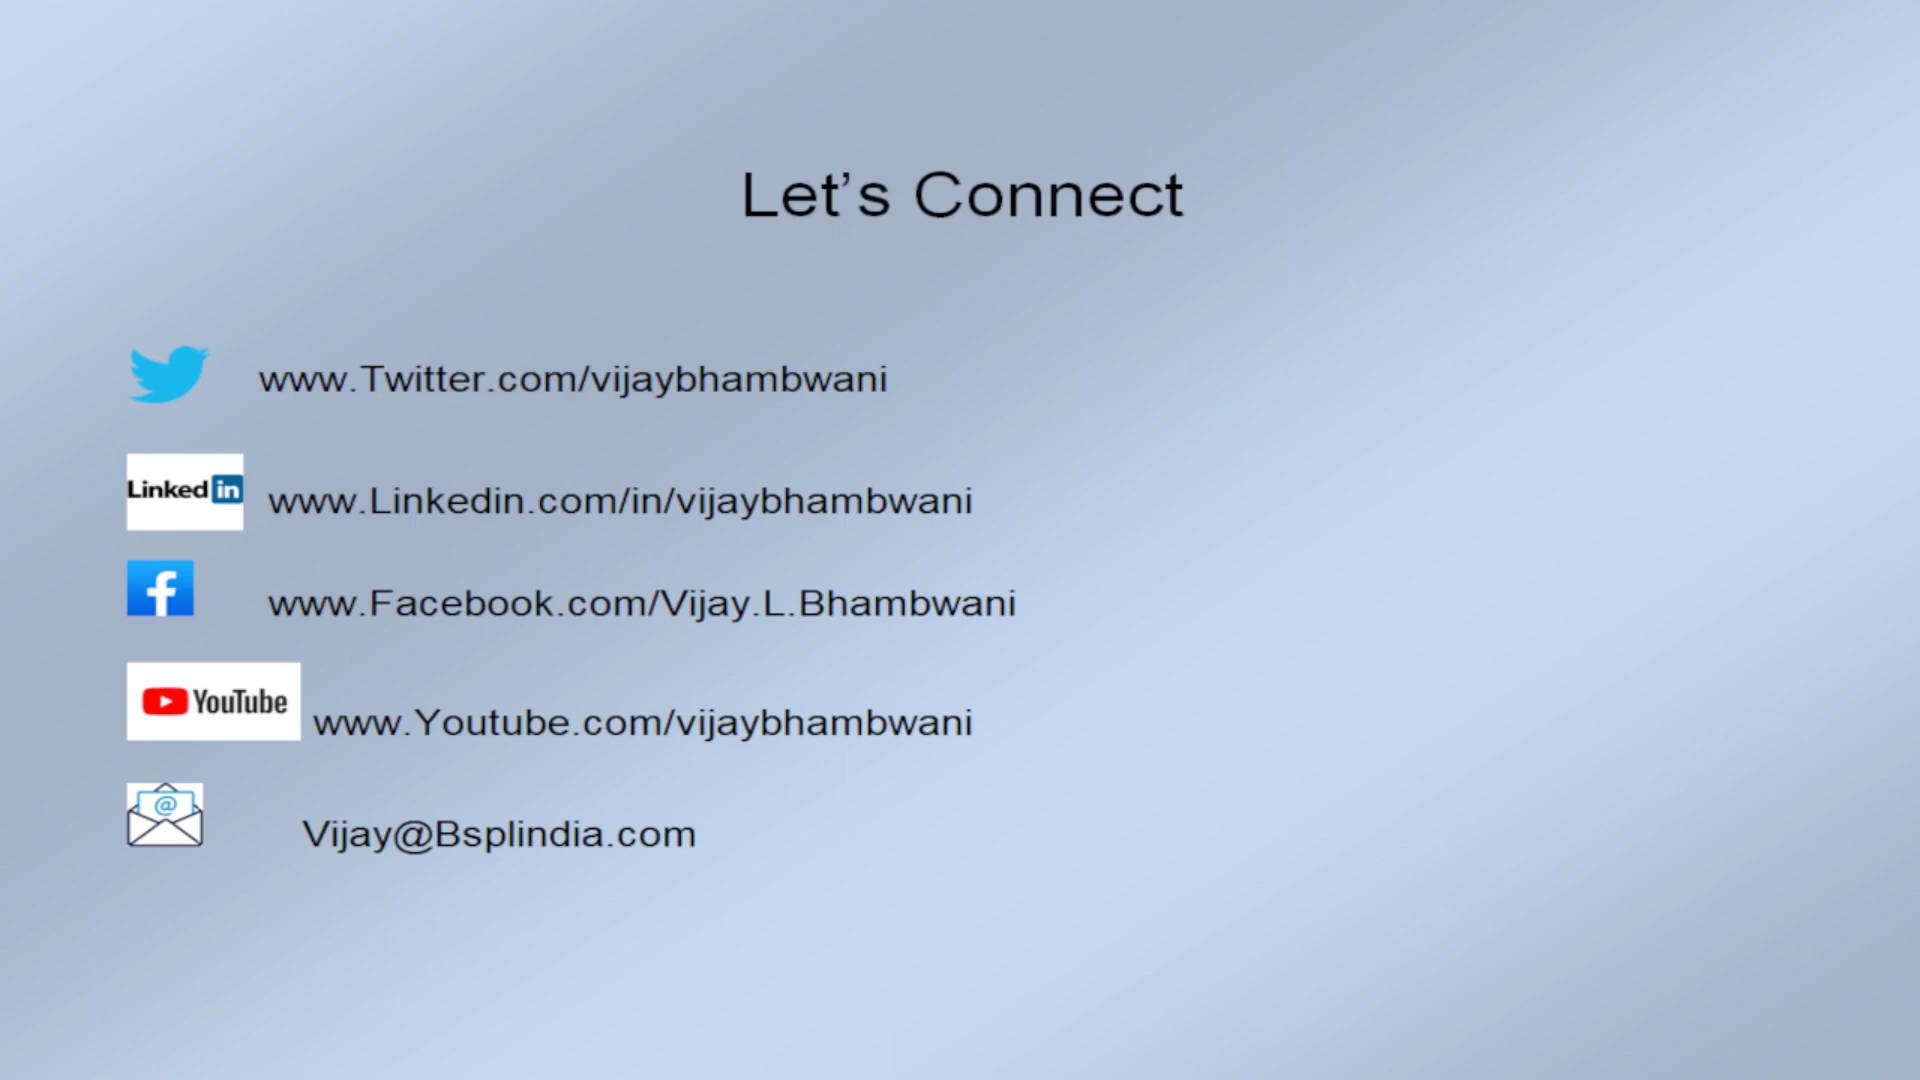 Let’s Connect
www.Twitter.com/vijaybhambwani
Linked in
www.Linkedin.com/in/vijaybhambwani
f
www.Facebook.com/Vijay.L.Bhambwani
YouTube
www.Youtube.com/vijaybhambwani
@
Vijay@Bsplindia.com